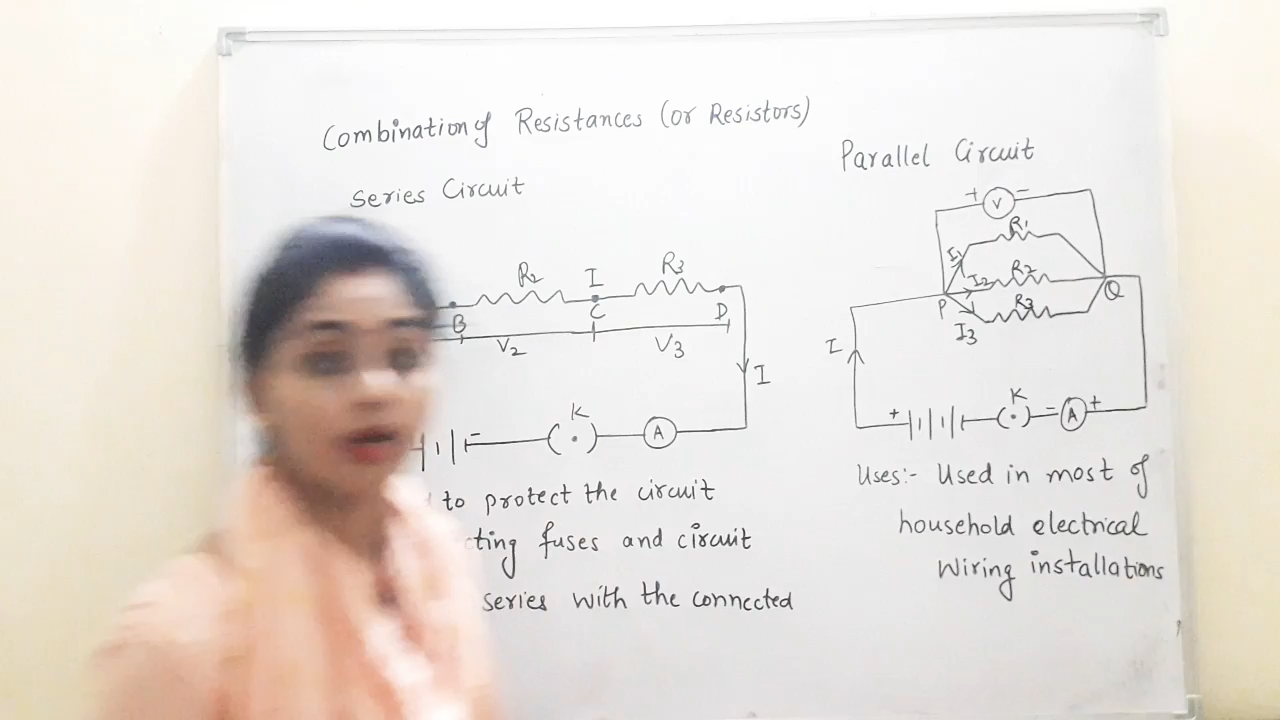 Combination of Resistances (or Resistors)
Series Circuit
R2 I R3
B C D
V2 V3
I
K
- A
to protect the circuit
cting fuses and circuit
series with the connected
Parallel Circuit
+ V -
R1
I1
I2 R2
P R3 Q
I3
I
K
+ - A +
Uses:- Used in most of
household electrical
Wiring installations